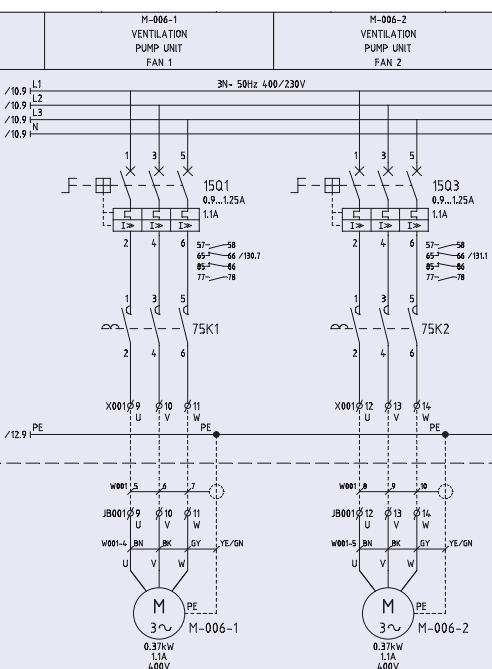 M-006-1
VENTILATION
PUMP UNIT
FAN 1
M-006-2
VENTILATION
PUMP UNIT
FAN 2
/10.9 L1
3N~ 50Hz 400/230V
/10.9 L2
/10.9 L3
/10.9 N
1 3 5
1 3 5
15Q1
0.9...1.25A
1.1A
15Q3
0.9...1.25A
1.1A
I> I> I>
I> I> I>
2 4 6
2 4 6
57 58
65 66 /130.7
85 86
77 78
57 58
65 66 /131.1
85 86
77 78
1 3 5
1 3 5
75K1
75K2
2 4 6
2 4 6
X001 9 10 11
U V W
X001 12 13 14
U V W
/12.9 PE
PE
PE
W001 5 6 7
W001 8 9 10
JB001 9 10 11
U V W
JB001 12 13 14
U V W
W001-4 BN BK GY YE/GN
W001-5 BN BK GY YE/GN
U V W
U V W
M
3~
PE
M-006-1
M
3~
PE
M-006-2
0.37kW
1.1A
400V
0.37kW
1.1A
400V